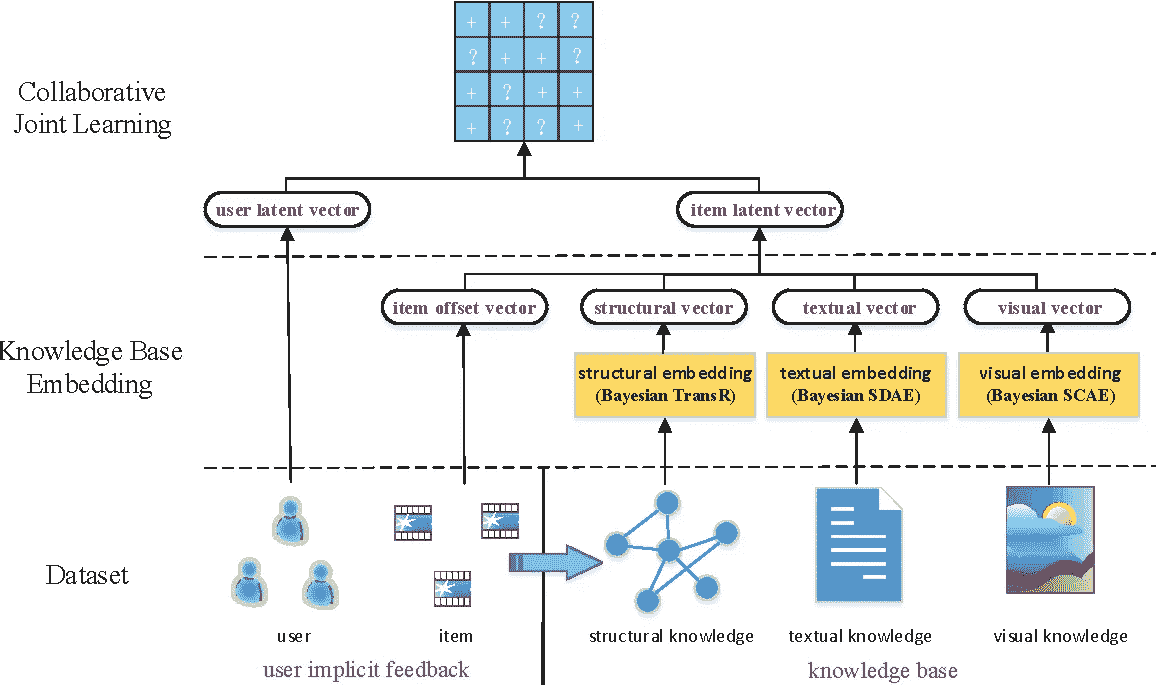 + + ? ?
? + + ?
+ ? + +
+ ? ? +
Collaborative
Joint Learning
user latent vector
item latent vector
item offset vector
structural vector
textual vector
visual vector
Knowledge Base
Embedding
structural embedding
(Bayesian TransR)
textual embedding
(Bayesian SDAE)
visual embedding
(Bayesian SCAE)
Dataset
user
item
structural knowledge
textual knowledge
visual knowledge
user implicit feedback
knowledge base